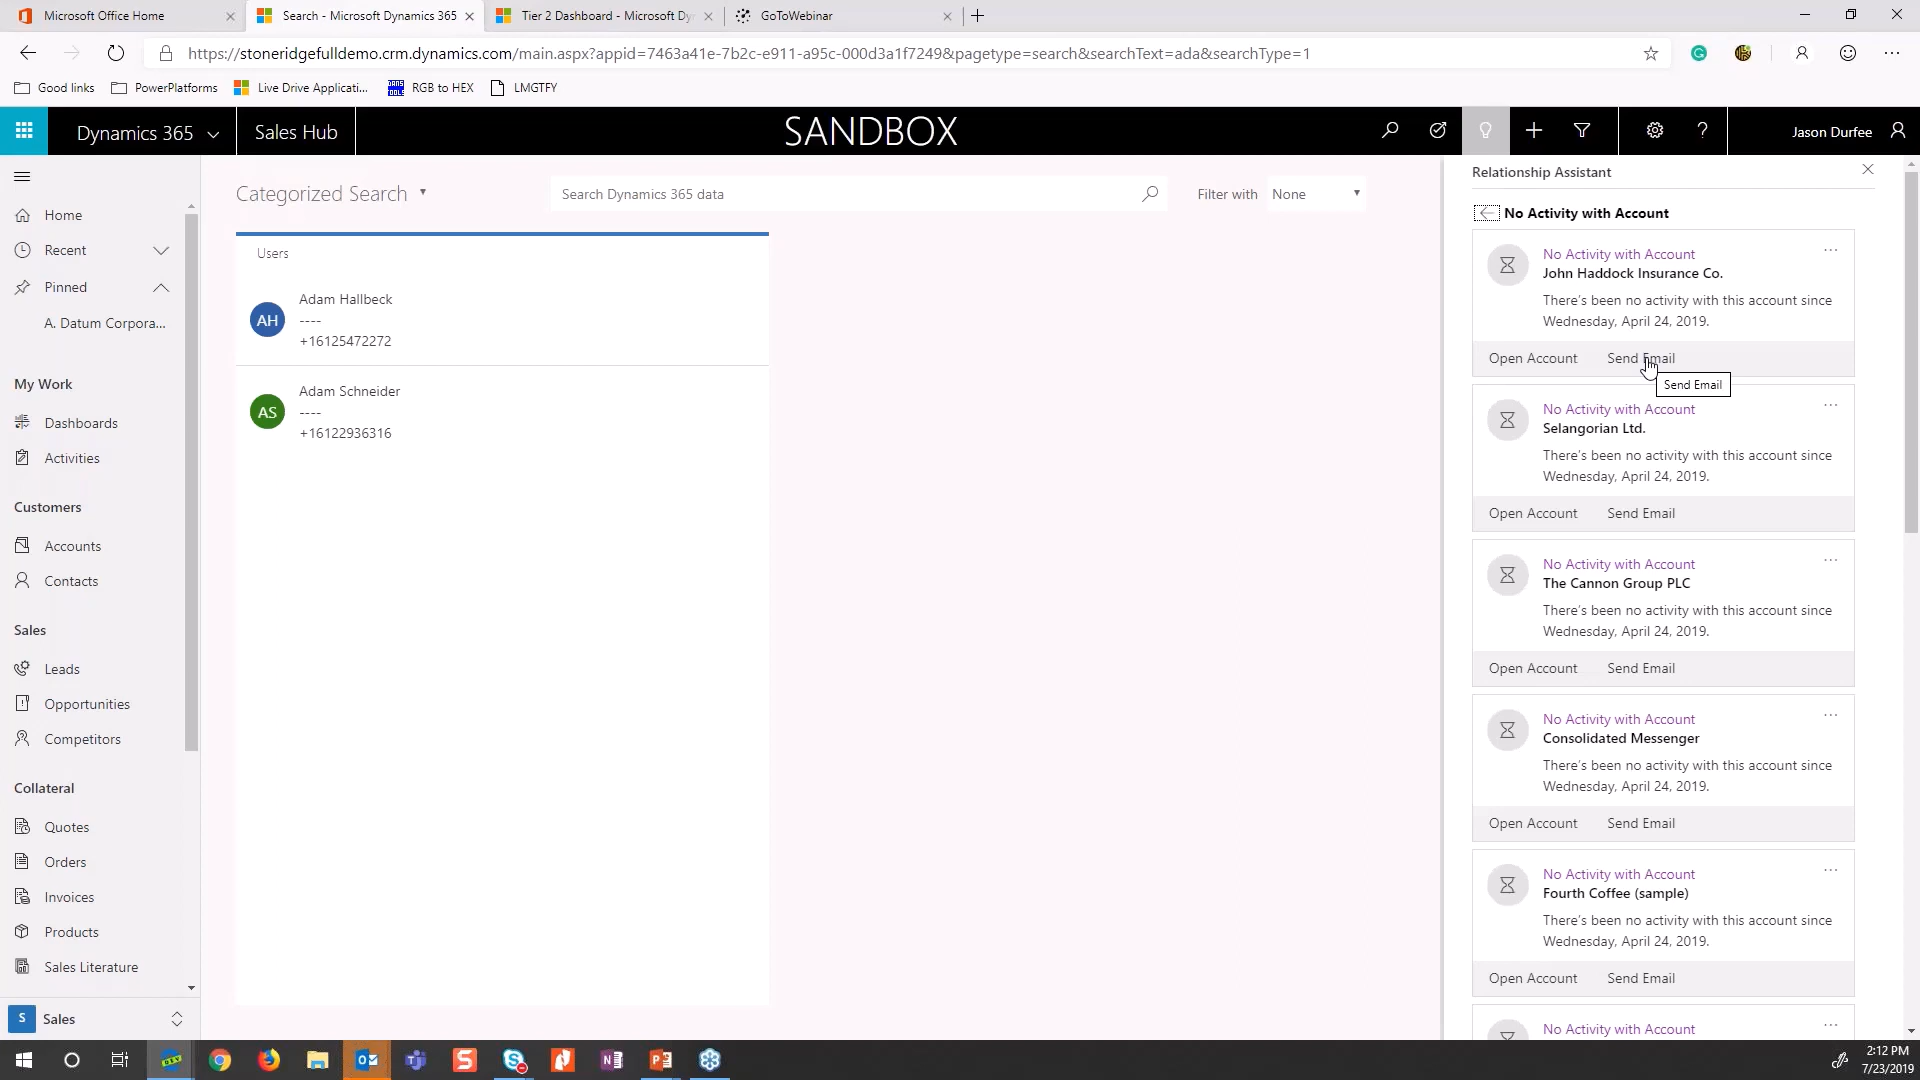 Microsoft Office Home
Search - Microsoft Dynamics 365
Tier 2 Dashboard - Microsoft Dy
GoToWebinar
https://stoneridgefulldemo.crm.dynamics.com/main.aspx?appid=7463a41e-7b2c-e911-a95c-000d3a1f7249&pagetype=search&searchText=ada&searchType=1
Good links
PowerPlatforms
Live Drive Applicati...
RGB to HEX
LMGTFY
Dynamics 365
Sales Hub
SANDBOX
Jason Durfee
Home
Recent
Pinned
A. Datum Corpora...
My Work
Dashboards
Activities
Customers
Accounts
Contacts
Sales
Leads
Opportunities
Competitors
Collateral
Quotes
Orders
Invoices
Products
Sales Literature
S
Sales
Categorized Search
Search Dynamics 365 data
Filter with
None
Users
AH
Adam Hallbeck
----
+16125472272
AS
Adam Schneider
----
+16122936316
Relationship Assistant
No Activity with Account
No Activity with Account
John Haddock Insurance Co.
There's been no activity with this account since
Wednesday, April 24, 2019.
Open Account
Send Email
Send Email
No Activity with Account
Selangorian Ltd.
There's been no activity with this account since
Wednesday, April 24, 2019.
Open Account
Send Email
No Activity with Account
The Cannon Group PLC
There's been no activity with this account since
Wednesday, April 24, 2019.
Open Account
Send Email
No Activity with Account
Consolidated Messenger
There's been no activity with this account since
Wednesday, April 24, 2019.
Open Account
Send Email
No Activity with Account
Fourth Coffee (sample)
There's been no activity with this account since
Wednesday, April 24, 2019.
Open Account
Send Email
No Activity with Account
2:12 PM
7/23/2019